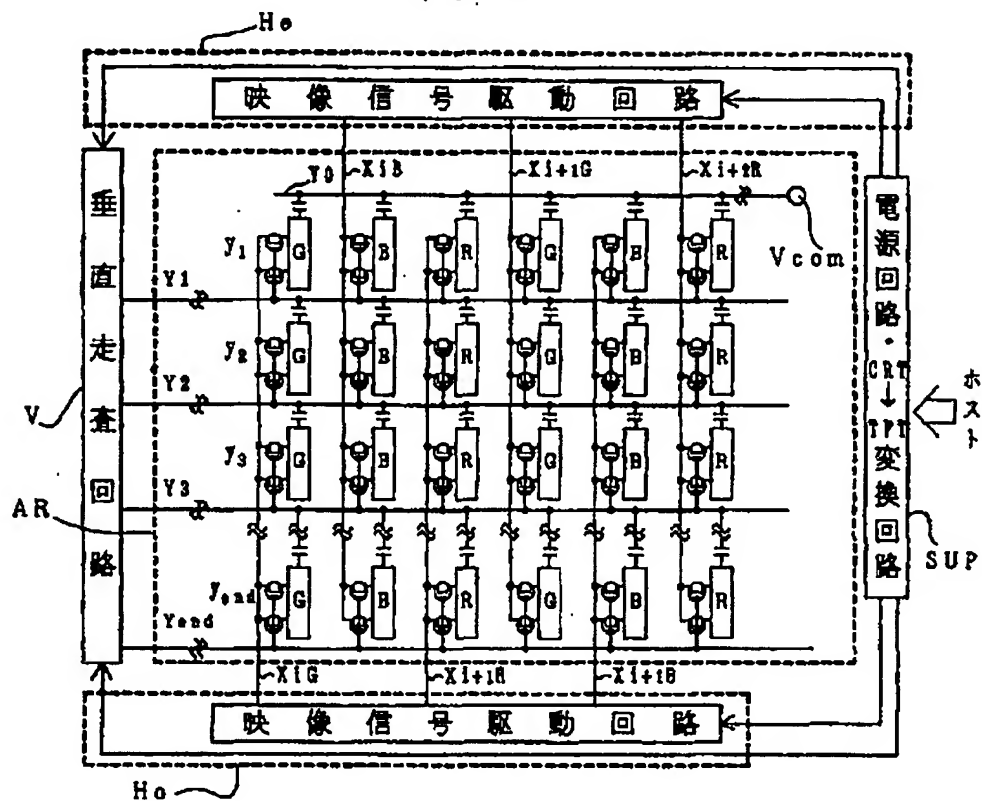 He
映像信号駆動回路
Y0
XiB
Xi+1G
Xi+2R
Vcom
垂直走査回路
V
AR
電源回路・CRT→TFT変換回路
ホスト
SUP
y1
G
B
R
G
B
R
Y1
y2
G
B
R
G
B
R
Y2
y3
G
B
R
G
B
R
Y3
yend
G
B
R
G
B
R
Yend
XiG
Xi+1R
Xi+1B
映像信号駆動回路
Ho